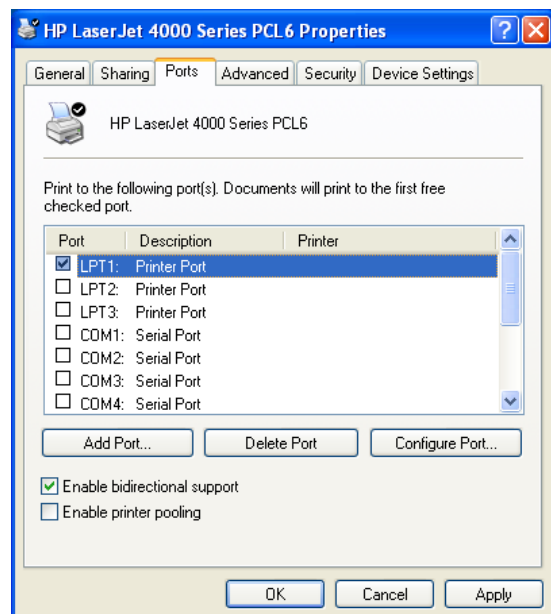 HP LaserJet 4000 Series PCL6 Properties
General Sharing Ports Advanced Security Device Settings
HP LaserJet 4000 Series PCL6
Print to the following port(s). Documents will print to the first free
checked port.
Port Description Printer
LPT1: Printer Port
LPT2: Printer Port
LPT3: Printer Port
COM1: Serial Port
COM2: Serial Port
COM3: Serial Port
COM4: Serial Port
Add Port... Delete Port Configure Port...
Enable bidirectional support
Enable printer pooling
OK Cancel Apply